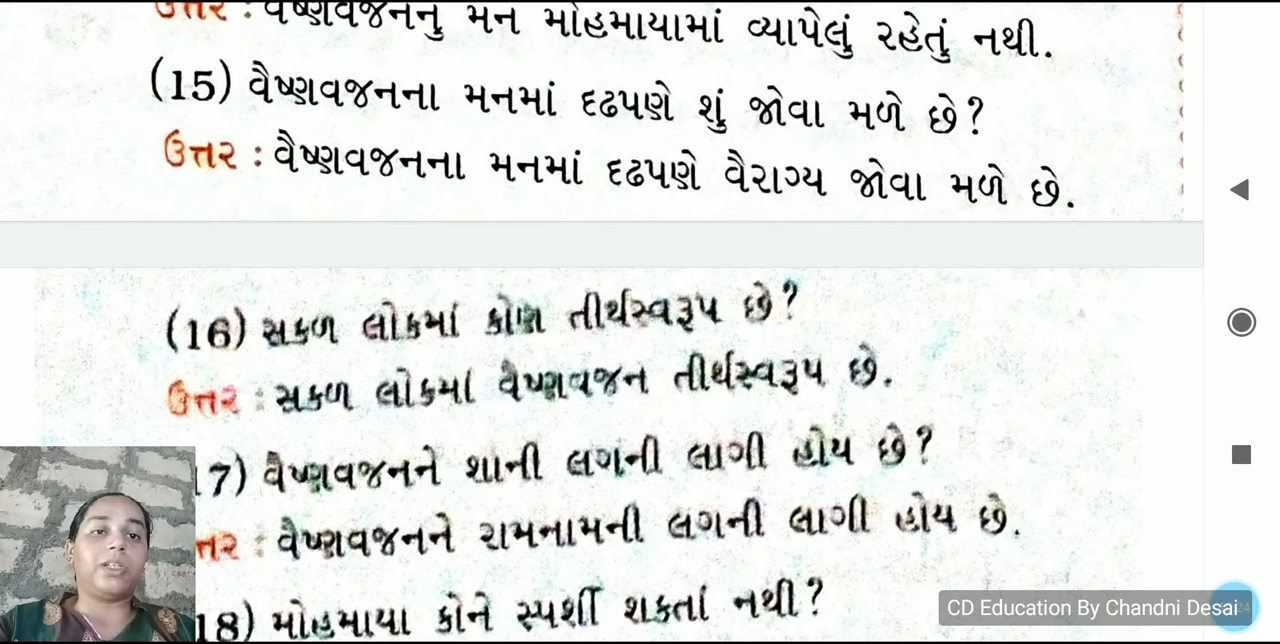 ઉત્તર : વૈષ્ણવજનનું મન મોહમાયામાં વ્યાપેલું રહેતું નથી.
(15) વૈષ્ણવજનના મનમાં દૃઢપણે શું જોવા મળે છે?
ઉત્તર : વૈષ્ણવજનના મનમાં દૃઢપણે વૈરાગ્ય જોવા મળે છે.
(16) સકળ લોકમાં કોણ તીર્થસ્વરૂપ છે?
ઉત્તર : સકળ લોકમાં વૈષ્ણવજન તીર્થસ્વરૂપ છે.
17) વૈષ્ણવજનને શાની લગની લાગી હોય છે?
ત્તર : વૈષ્ણવજનને રામનામની લગની લાગી હોય છે.
18) મોહમાયા કોને સ્પર્શી શકતાં નથી?
CD Education By Chandni Desai